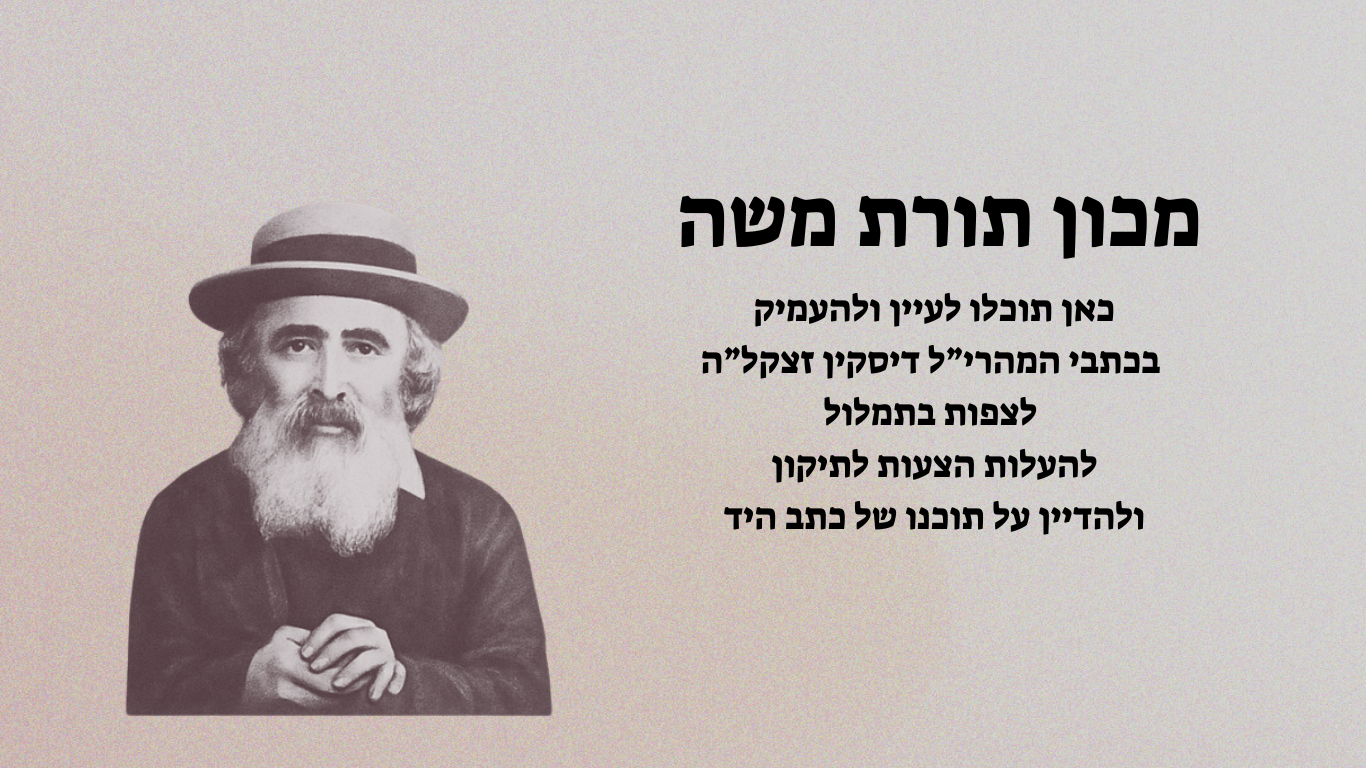 מכון תורת משה
כאן תוכלו לעיין ולהעמיק
בכתבי המהרי״ל דיסקין זצקל״ה
לצפות בתמלול
להעלות הצעות לתיקון
ולהדיין על תוכנו של כתב היד